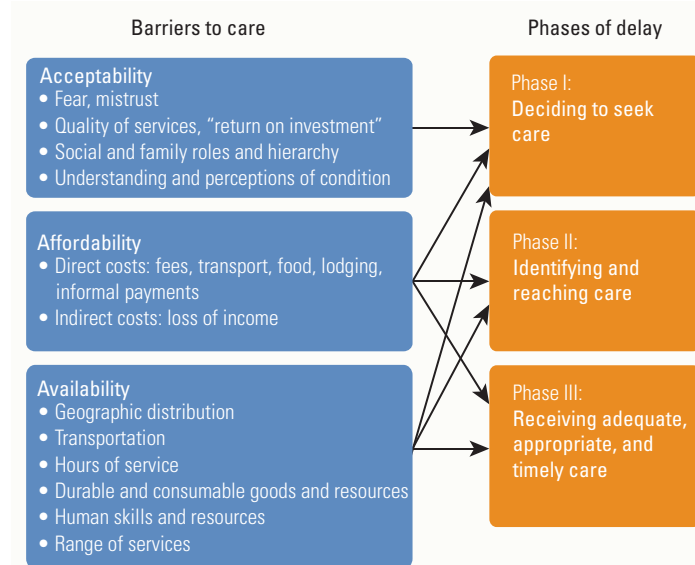 Barriers to care
Phases of delay
Acceptability
• Fear, mistrust
• Quality of services, “return on investment”
• Social and family roles and hierarchy
• Understanding and perceptions of condition
Affordability
• Direct costs: fees, transport, food, lodging,
informal payments
• Indirect costs: loss of income
Availability
• Geographic distribution
• Transportation
• Hours of service
• Durable and consumable goods and resources
• Human skills and resources
• Range of services
Phase I:
Deciding to seek
care
Phase II:
Identifying and
reaching care
Phase III:
Receiving adequate,
appropriate, and
timely care